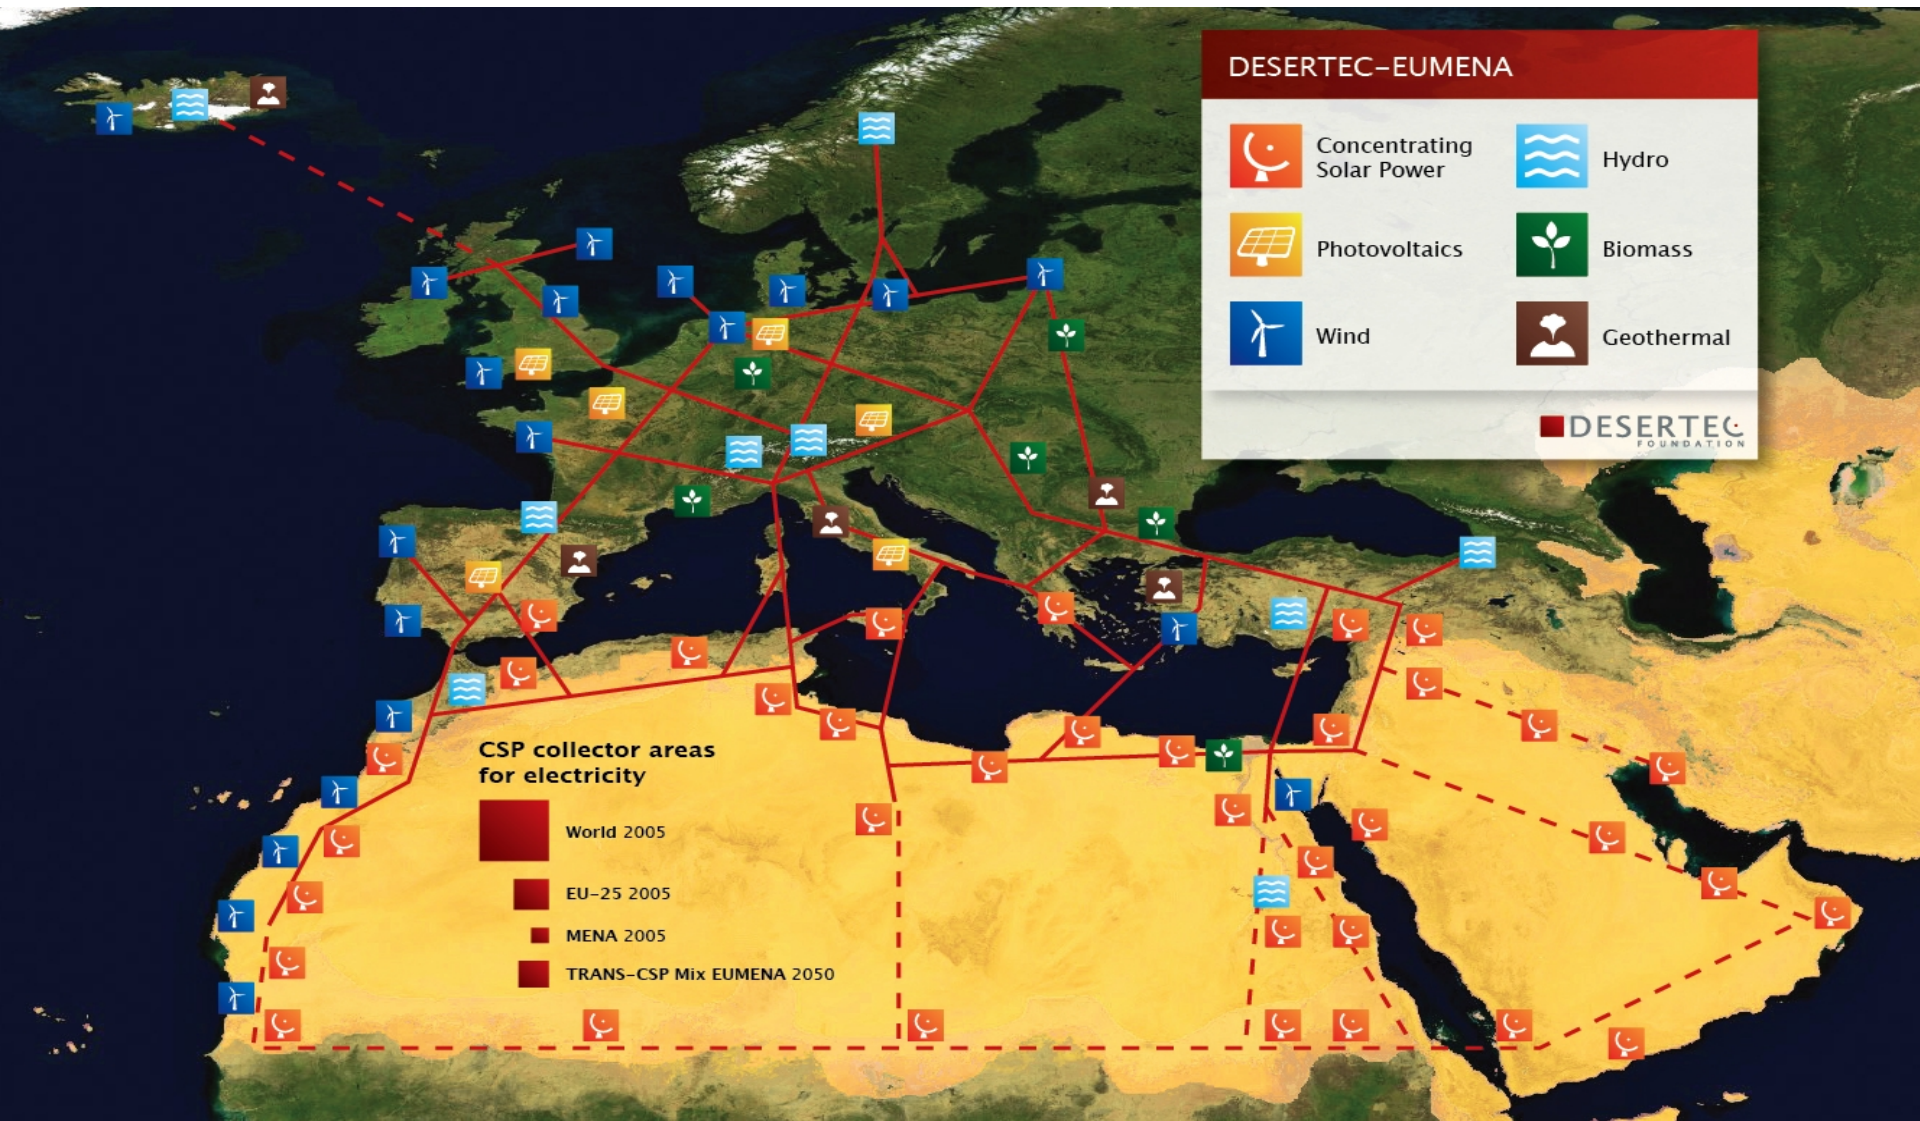 DESERTEC–EUMENA
Concentrating
Solar Power
Hydro
Photovoltaics
Biomass
Wind
Geothermal
DESERTEC
FOUNDATION
CSP collector areas
for electricity
World 2005
EU–25 2005
MENA 2005
TRANS–CSP Mix EUMENA 2050